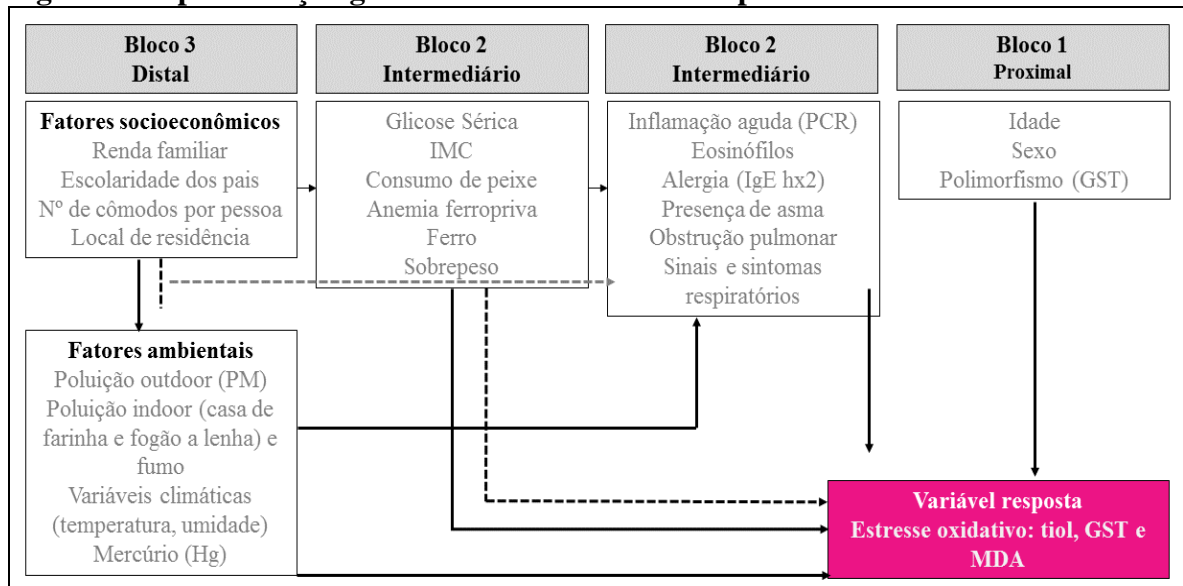 Bloco 3
Distal
Fatores socioeconômicos
Renda familiar
Escolaridade dos pais
Nº de cômodos por pessoa
Local de residência
Fatores ambientais
Poluição outdoor (PM)
Poluição indoor (casa de
farinha e fogão a lenha) e
fumo
Variáveis climáticas
(temperatura, umidade)
Mercúrio (Hg)
Bloco 2
Intermediário
Glicose Sérica
IMC
Consumo de peixe
Anemia ferropriva
Ferro
Sobrepeso
Bloco 2
Intermediário
Inflamação aguda (PCR)
Eosinófilos
Alergia (IgE hx2)
Presença de asma
Obstrução pulmonar
Sinais e sintomas
respiratórios
Bloco 1
Proximal
Idade
Sexo
Polimorfismo (GST)
Variável resposta
Estresse oxidativo: tiol, GST e
MDA